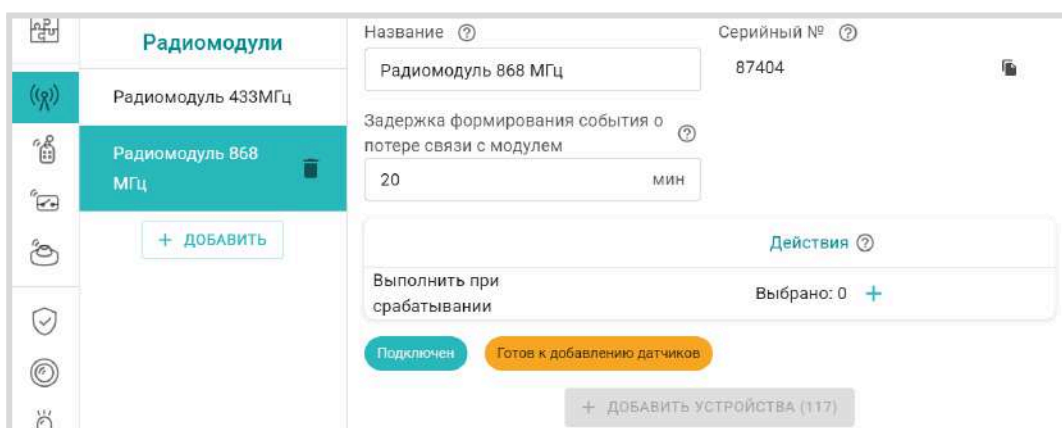 Радиомодули
Радиомодуль 433МГц
Радиомодуль 868
МГц
+ ДОБАВИТЬ
Название
Радиомодуль 868 МГц
Серийный №
87404
Задержка формирования события о
потере связи с модулем
20 мин
Действия
Выполнить при
срабатывании
Выбрано: 0 +
Подключен
Готов к добавлению датчиков
+ ДОБАВИТЬ УСТРОЙСТВА (117)